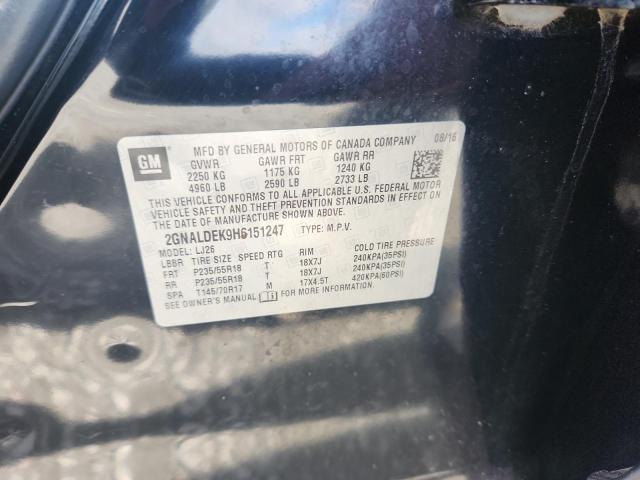 MFD BY GENERAL MOTORS OF CANADA COMPANY 08/16
GM
GVWR GAWR FRT GAWR RR
2250 KG 1175 KG 1240 KG
4960 LB 2590 LB 2733 LB
THIS VEHICLE CONFORMS TO ALL APPLICABLE U.S. FEDERAL MOTOR
VEHICLE SAFETY AND THEFT PREVENTION STANDARDS IN EFFECT ON
THE DATE OF MANUFACTURE SHOWN ABOVE.
2GNALDEK9H6151247 TYPE: M.P.V.
MODEL: LJ26
LBBR TIRE SIZE SPEED RTG RIM COLD TIRE PRESSURE
FRT P235/55R18 T 18X7J 240KPA(35PSI)
RR P235/55R18 T 18X7J 240KPA(35PSI)
SPA T145/70R17 M 17X4.5T 420KPA(60PSI)
SEE OWNER'S MANUAL FOR MORE INFORMATION.